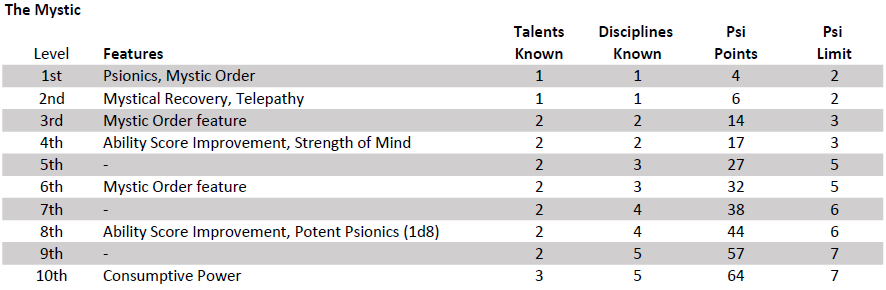 The Mystic
Talents Disciplines Psi Psi
Level Features Known Known Points Limit
1st Psionics, Mystic Order 1 1 4 2
2nd Mystical Recovery, Telepathy 1 1 6 2
3rd Mystic Order feature 2 2 14 3
4th Ability Score Improvement, Strength of Mind 2 2 17 3
5th - 2 3 27 5
6th Mystic Order feature 2 3 32 5
7th - 2 4 38 6
8th Ability Score Improvement, Potent Psionics (1d8) 2 4 44 6
9th - 2 5 57 7
10th Consumptive Power 3 5 64 7